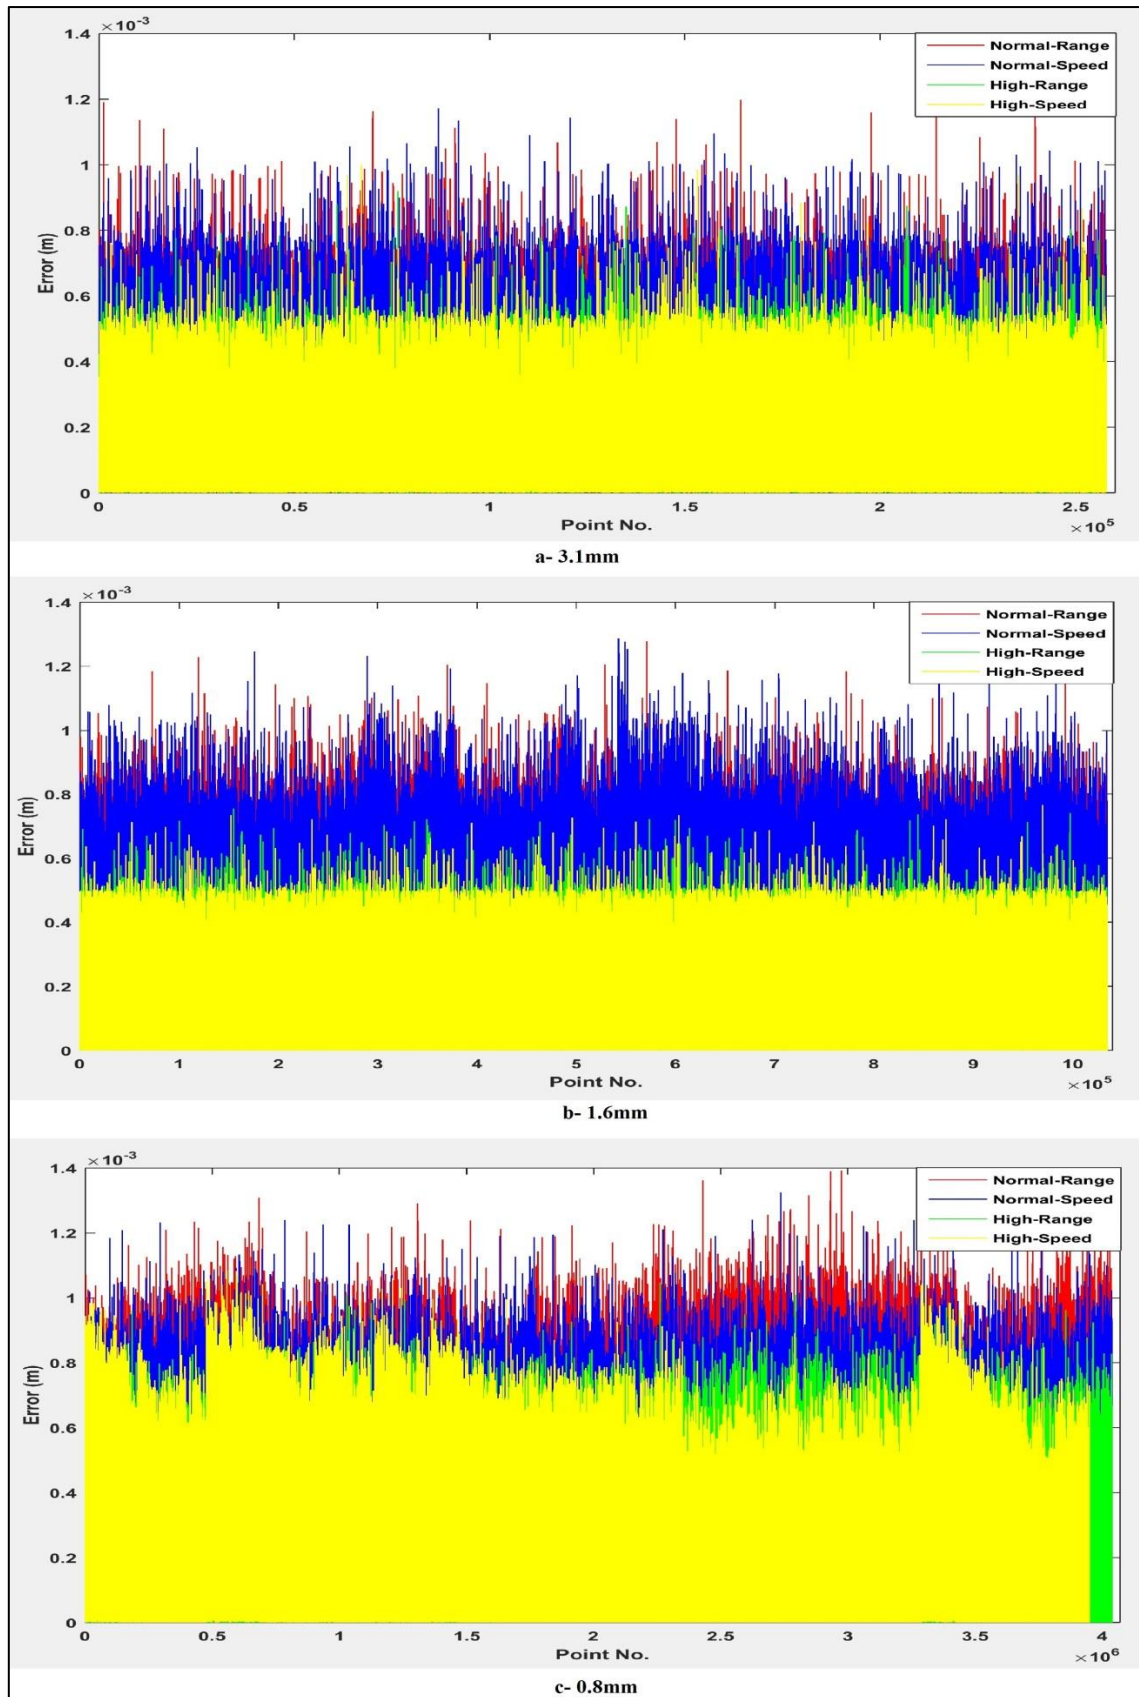 ×10⁻³
1.4
1.2
1
0.8
0.6
0.4
0.2
0
Error (m)
Normal-Range
Normal-Speed
High-Range
High-Speed
0 0.5 1 1.5 2 2.5
Point No.
×10⁵
a- 3.1mm
×10⁻³
1.4
1.2
1
0.8
0.6
0.4
0.2
0
Error (m)
Normal-Range
Normal-Speed
High-Range
High-Speed
0 1 2 3 4 5 6 7 8 9 10
Point No.
×10⁵
b- 1.6mm
×10⁻³
1.4
1.2
1
0.8
0.6
0.4
0.2
0
Error (m)
Normal-Range
Normal-Speed
High-Range
High-Speed
0 0.5 1 1.5 2 2.5 3 3.5 4
Point No.
×10⁶
c- 0.8mm